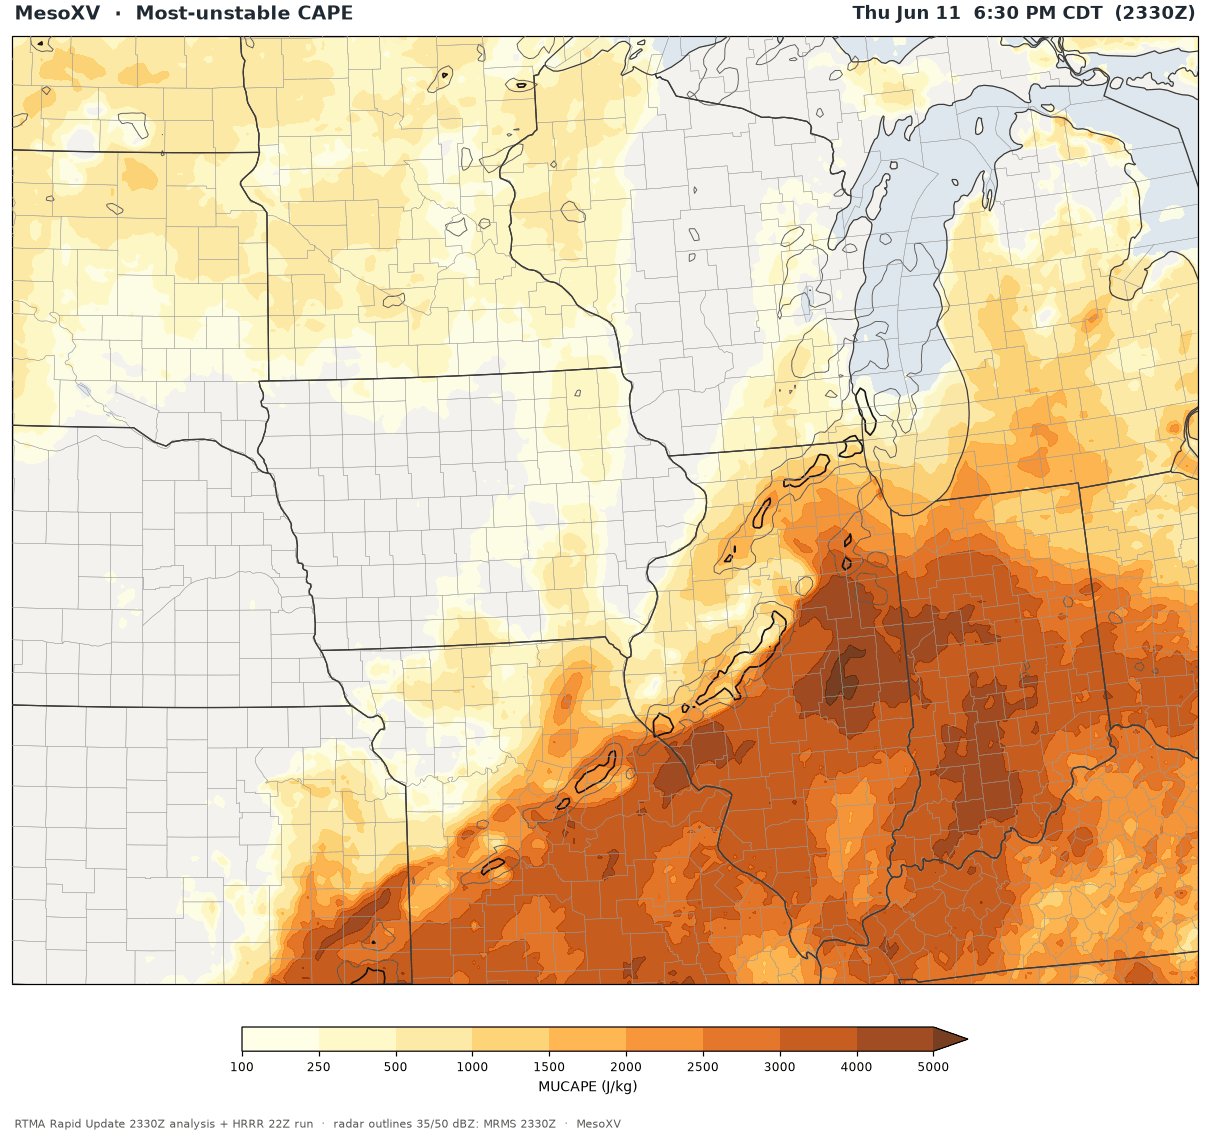 MesoXV · Most-unstable CAPE
Thu Jun 11 6:30 PM CDT (2330Z)
100 250 500 1000 1500 2000 2500 3000 4000 5000
MUCAPE (J/kg)
RTMA Rapid Update 2330Z analysis + HRRR 22Z run · radar outlines 35/50 dBZ: MRMS 2330Z · MesoXV